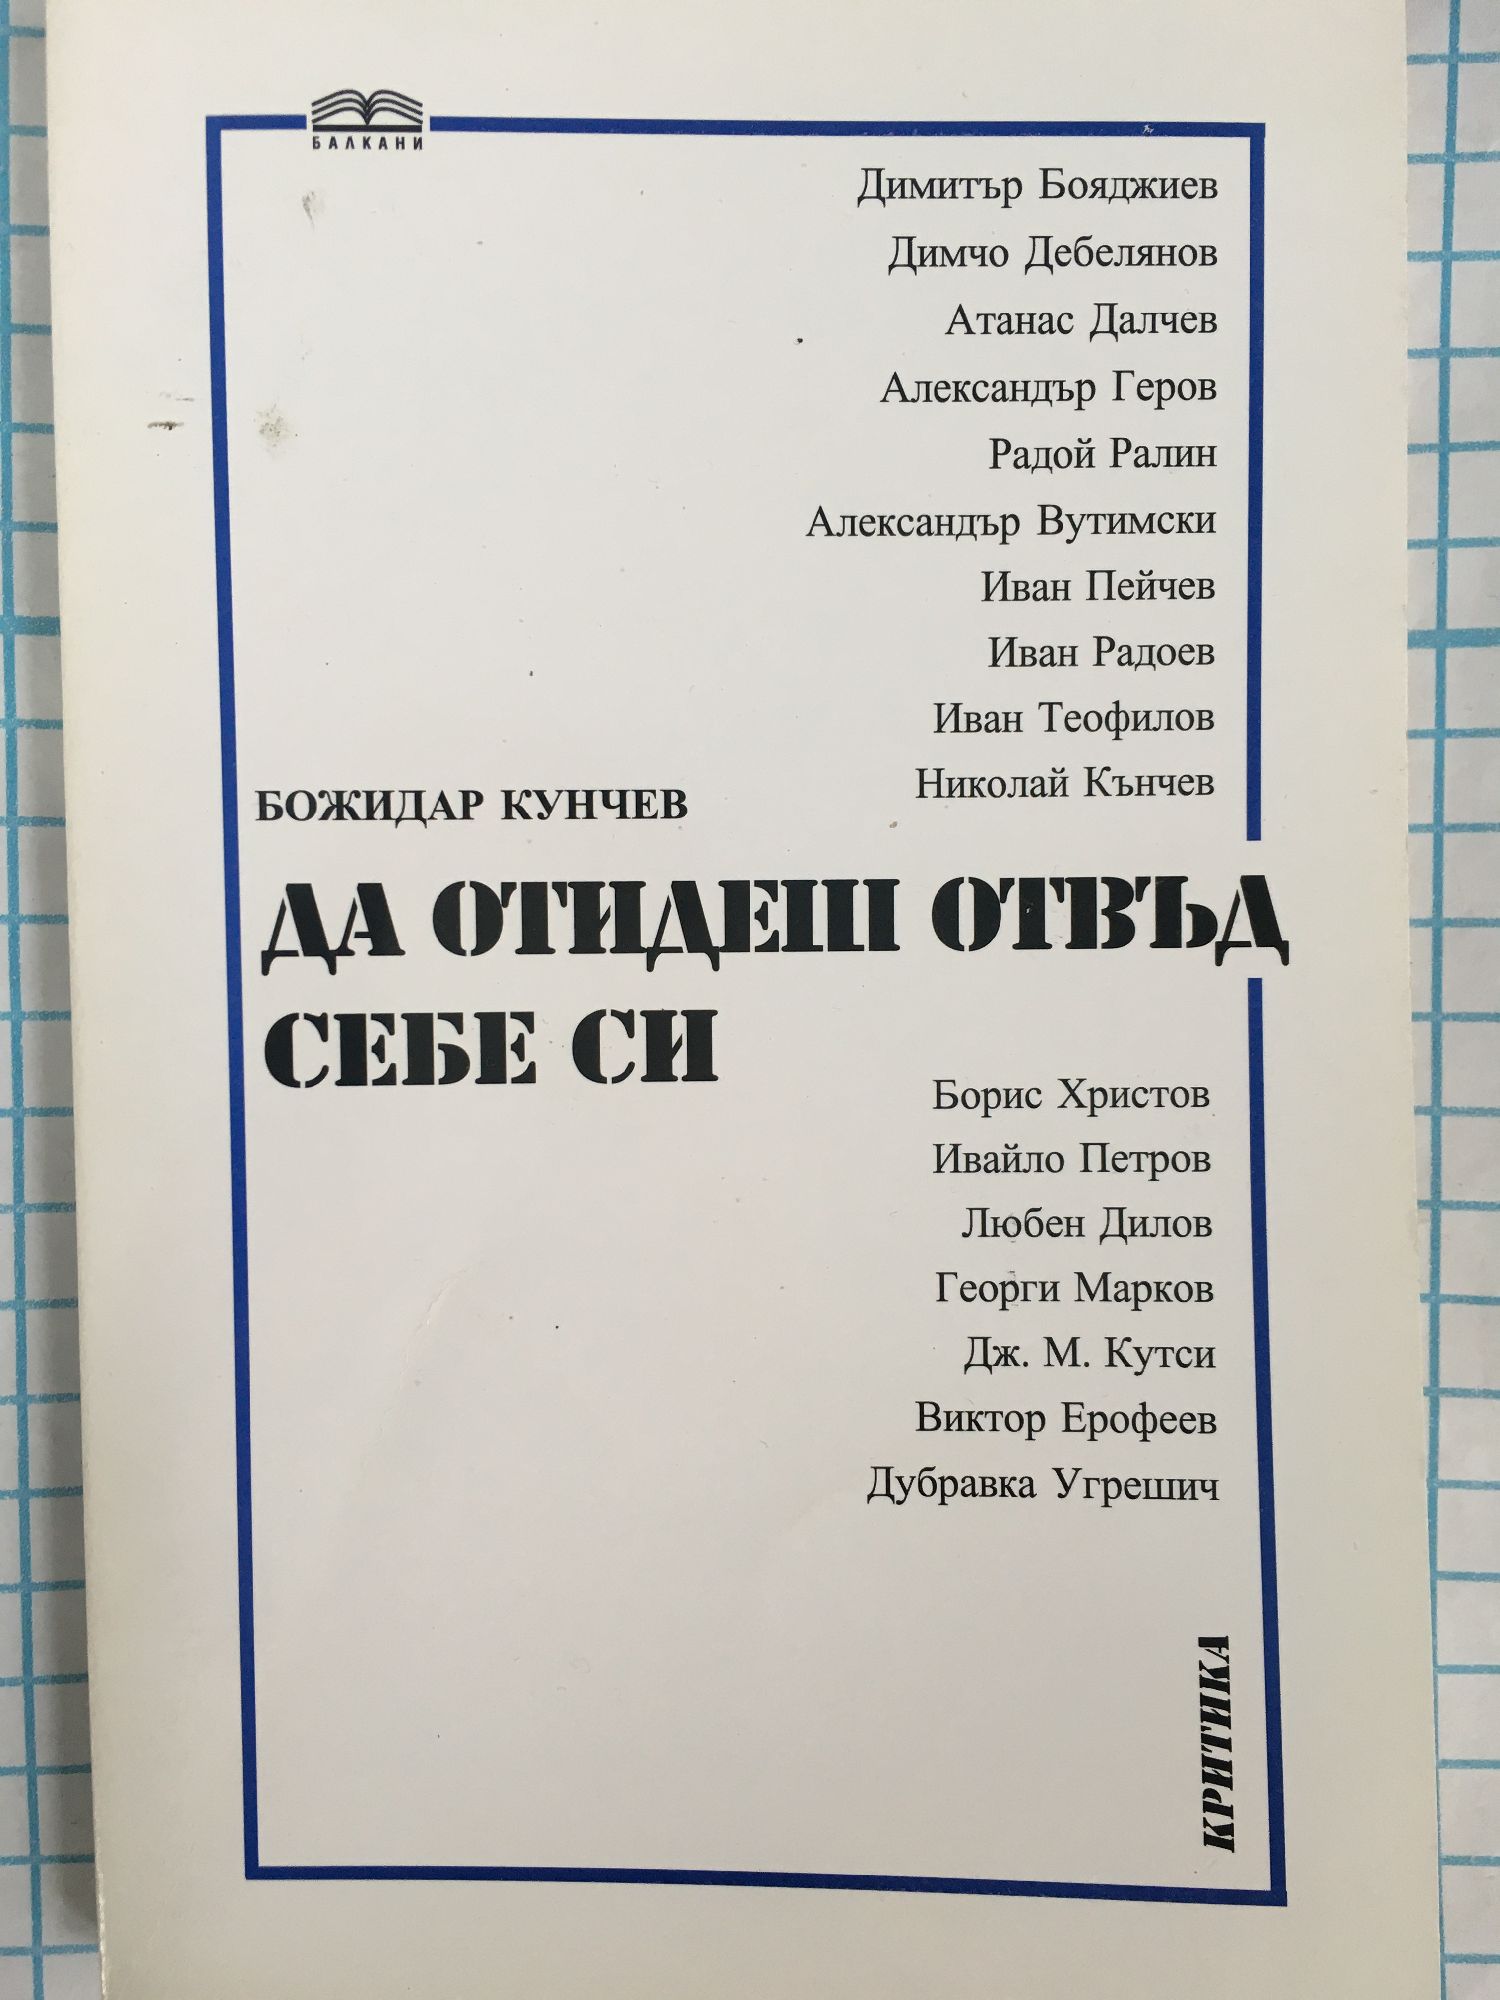 БАЛКАНИ
Димитър Бояджиев
Димчо Дебелянов
Атанас Далчев
Александър Геров
Радой Ралин
Александър Вутимски
Иван Пейчев
Иван Радоев
Иван Теофилов
Николай Кънчев
БОЖИДАР КУНЧЕВ
ДА ОТИДЕШ ОТВЪД
СЕБЕ СИ
Борис Христов
Ивайло Петров
Любен Дилов
Георги Марков
Дж. М. Кутси
Виктор Ерофеев
Дубравка Угрешич
КРИТИКА